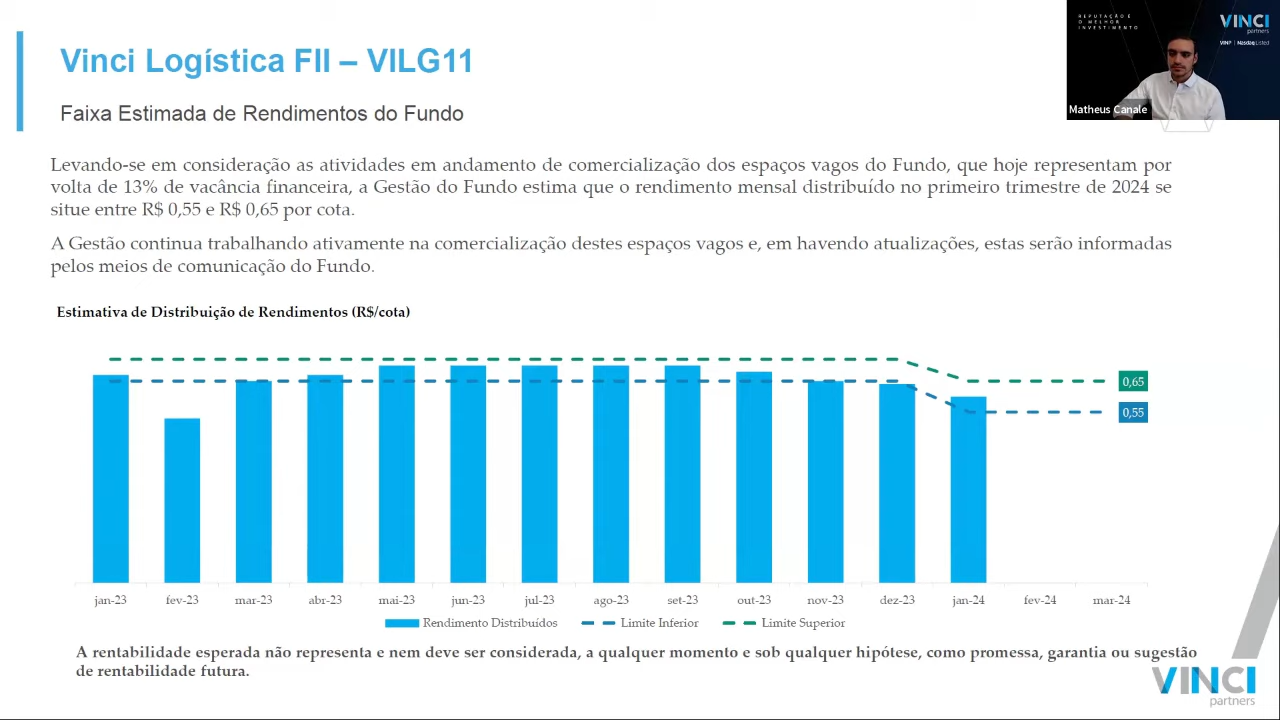 REPUTAÇÃO É
O MELHOR
INVESTIMENTO
VINCI
partners
VINP | Nasdaq Listed
Matheus Canale
Vinci Logística FII – VILG11
Faixa Estimada de Rendimentos do Fundo
Levando-se em consideração as atividades em andamento de comercialização dos espaços vagos do Fundo, que hoje representam por
volta de 13% de vacância financeira, a Gestão do Fundo estima que o rendimento mensal distribuído no primeiro trimestre de 2024 se
situe entre R$ 0,55 e R$ 0,65 por cota.
A Gestão continua trabalhando ativamente na comercialização destes espaços vagos e, em havendo atualizações, estas serão informadas
pelos meios de comunicação do Fundo.
Estimativa de Distribuição de Rendimentos (R$/cota)
0,65
0,55
jan-23 fev-23 mar-23 abr-23 mai-23 jun-23 jul-23 ago-23 set-23 out-23 nov-23 dez-23 jan-24 fev-24 mar-24
Rendimento Distribuídos Limite Inferior Limite Superior
A rentabilidade esperada não representa e nem deve ser considerada, a qualquer momento e sob qualquer hipótese, como promessa, garantia ou sugestão
de rentabilidade futura.
VINCI
partners